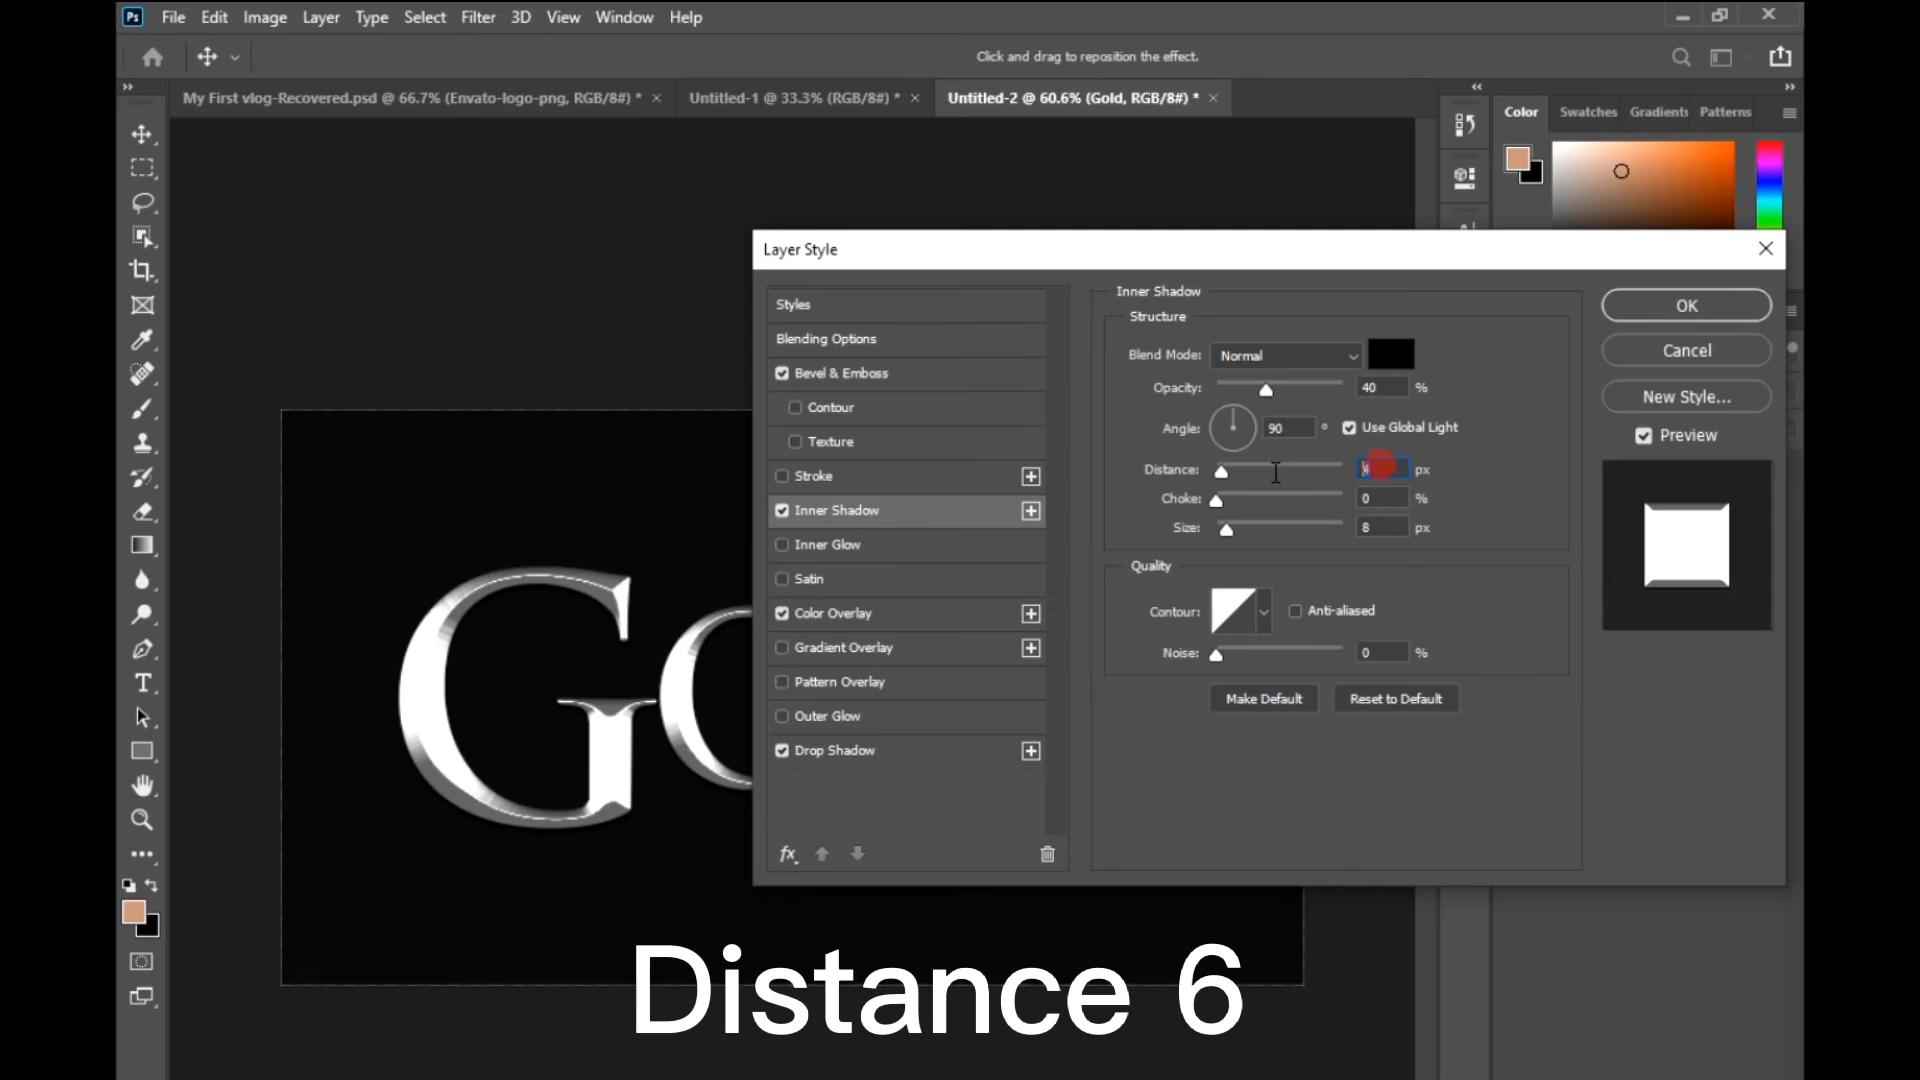 Ps File Edit Image Layer Type Select Filter 3D View Window Help
Click and drag to reposition the effect.
My First vlog-Recovered.psd @ 66.7% (Envato-logo-png, RGB/8#) *
Untitled-1 @ 33.3% (RGB/8#) *
Untitled-2 @ 60.6% (Gold, RGB/8#) *
Color Swatches Gradients Patterns
Layer Style
Styles
Blending Options
Bevel & Emboss
Contour
Texture
Stroke
Inner Shadow
Inner Glow
Satin
Color Overlay
Gradient Overlay
Pattern Overlay
Outer Glow
Drop Shadow
fx
Inner Shadow
Structure
Blend Mode: Normal
Opacity: 40 %
Angle: 90 ° Use Global Light
Distance: px
Choke: 0 %
Size: 8 px
Quality
Contour: Anti-aliased
Noise: 0 %
Make Default Reset to Default
OK
Cancel
New Style...
Preview
Go
Distance 6